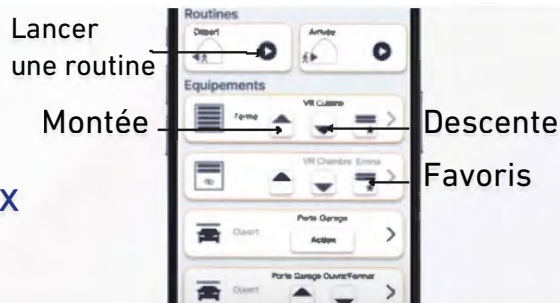 Routines
Lancer
une routine
Départ
Arrivée
Equipements
Montée
Fermé
VR Cuisine
Descente
VR Chambre Emma
Favoris
x
Porte Garage
Ouvert
Action
Porte Garage Ouvrir/Fermer
Ouvert